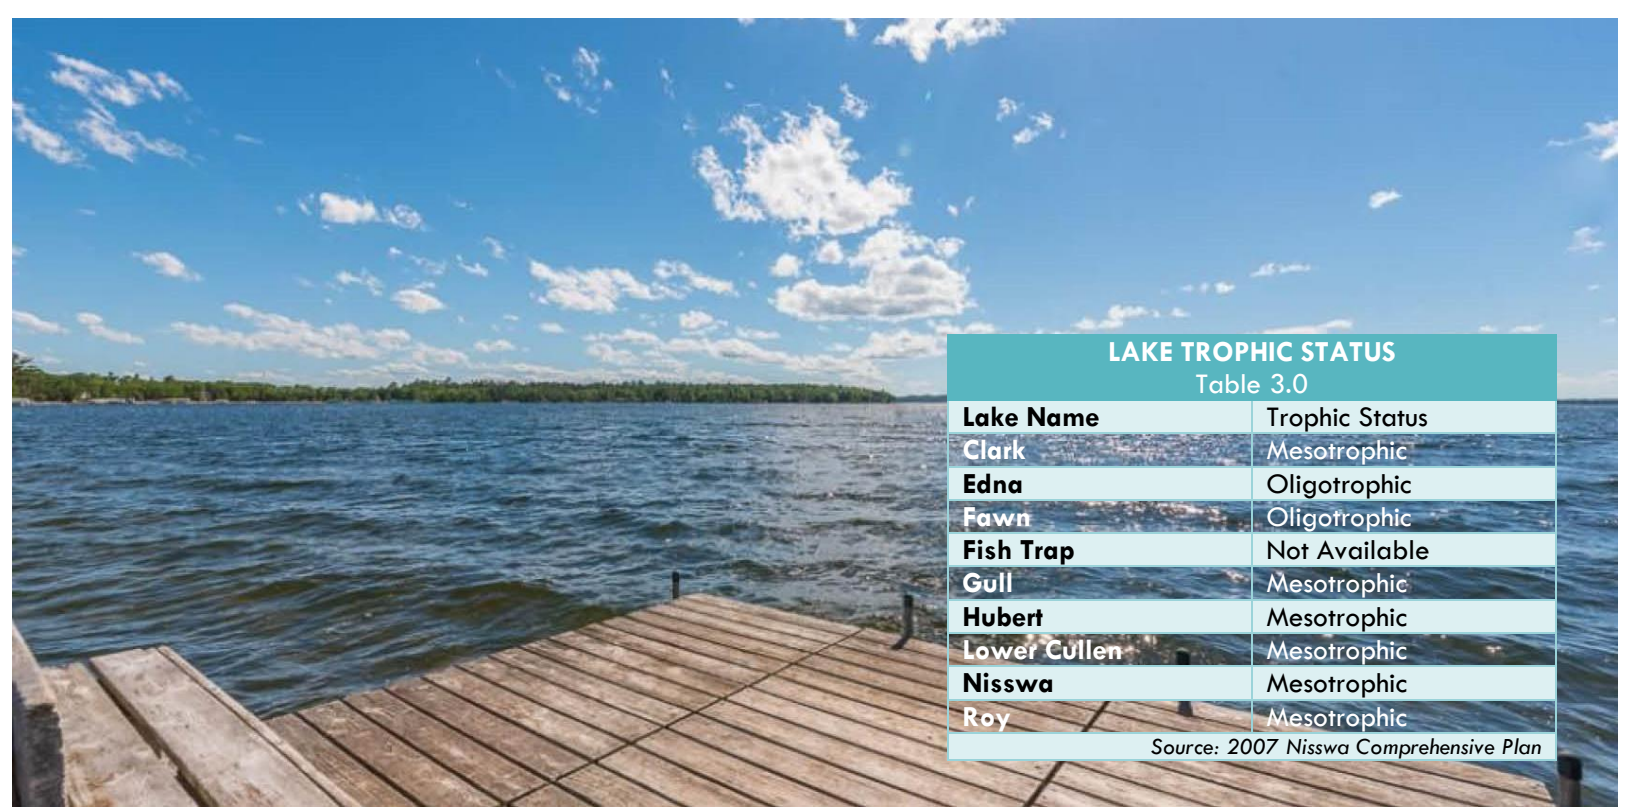 LAKE TROPHIC STATUS
Table 3.0
Lake Name Trophic Status
Clark Mesotrophic
Edna Oligotrophic
Fawn Oligotrophic
Fish Trap Not Available
Gull Mesotrophic
Hubert Mesotrophic
Lower Cullen Mesotrophic
Nisswa Mesotrophic
Roy Mesotrophic
Source: 2007 Nisswa Comprehensive Plan